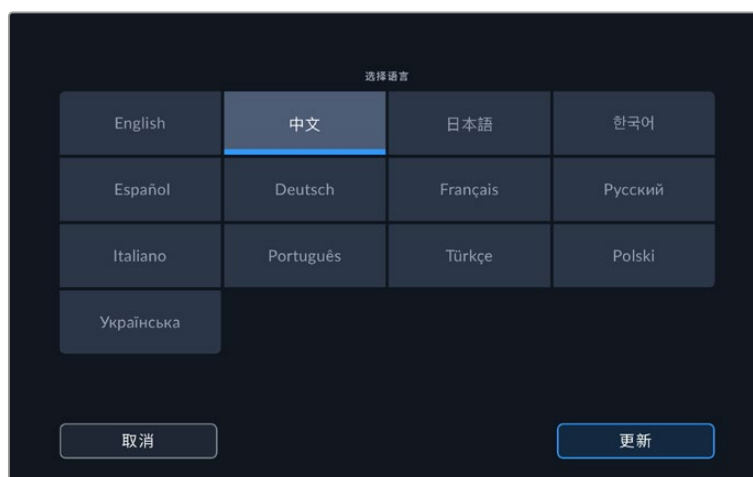 选择语言
English 中文 日本語 한국어
Español Deutsch Français Русский
Italiano Português Türkçe Polski
Українська
取消 更新